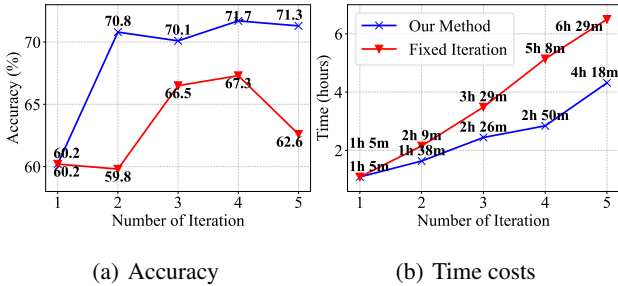 70
65
60
Accuracy (%)
60.2
70.8
70.1
71.7
71.3
60.2
59.8
66.5
67.3
62.6
1 2 3 4 5
Number of Iteration
(a) Accuracy
Our Method
Fixed Iteration
6
4
2
Time (hours)
1h 5m
2h 9m
3h 29m
5h 8m
6h 29m
1h 5m
1h 38m
2h 26m
2h 50m
4h 18m
1 2 3 4 5
Number of Iteration
(b) Time costs